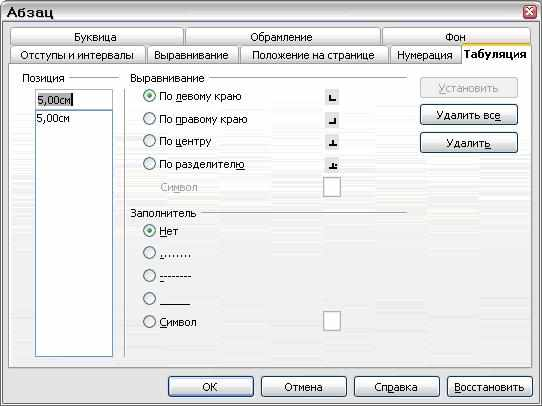 Абзац
Буквица Обрамление Фон
Отступы и интервалы Выравнивание Положение на странице Нумерация Табуляция
Позиция
5,00см
5,00см
Выравнивание
По левому краю
По правому краю
По центру
По разделителю
Символ
Заполнитель
Нет
........
--------
_____
Символ
Установить
Удалить все
Удалить
OK Отмена Справка Восстановить